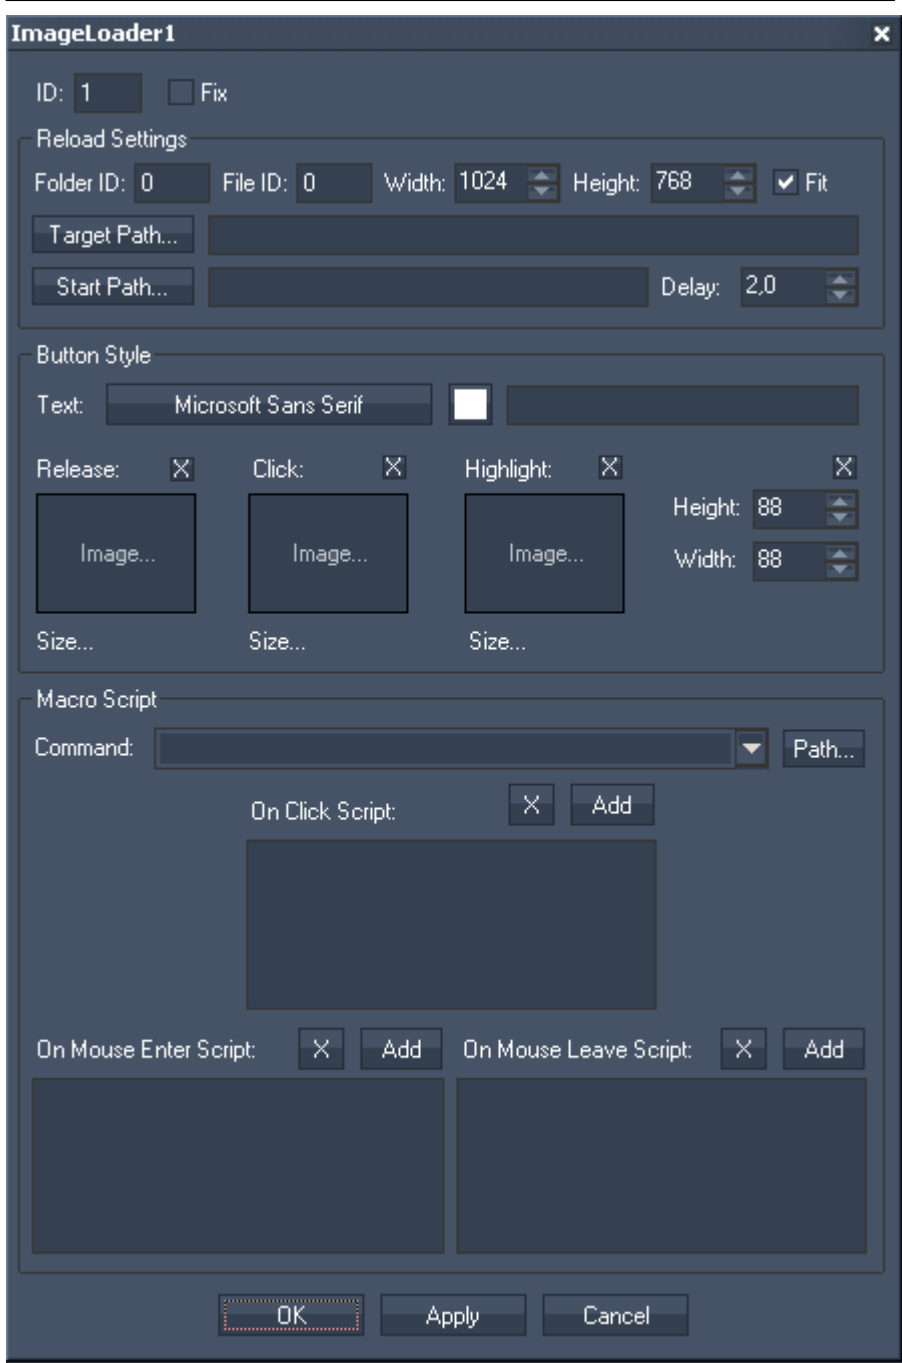 ImageLoader1
ID: 1 Fix
Reload Settings
Folder ID: 0 File ID: 0 Width: 1024 Height: 768 Fit
Target Path...
Start Path... Delay: 2,0
Button Style
Text: Microsoft Sans Serif
Release: X Click: X Highlight: X X
Height: 88
Image... Image... Image... Width: 88
Size... Size... Size...
Macro Script
Command: Path...
On Click Script: X Add
On Mouse Enter Script: X Add On Mouse Leave Script: X Add
OK Apply Cancel